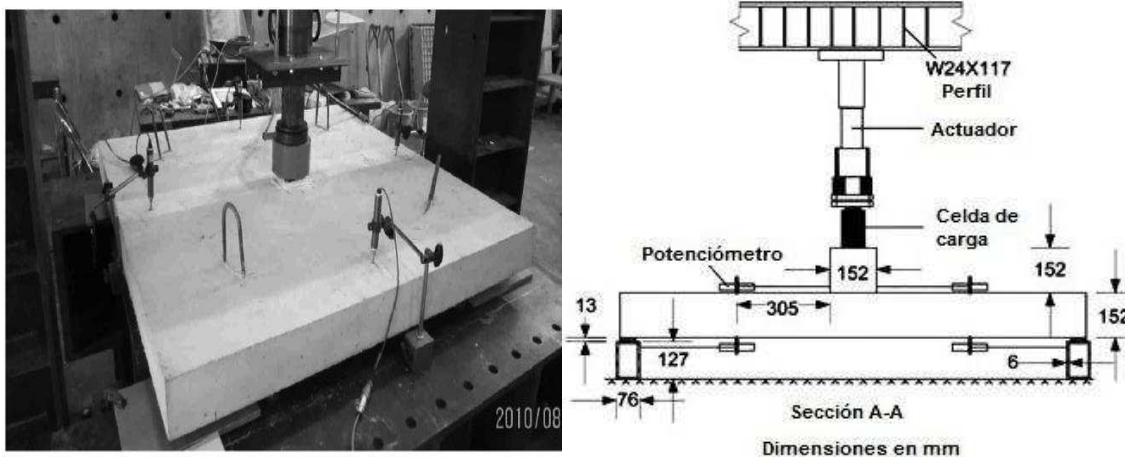 2010/08
W24X117
Perfil
Actuador
Celda de
carga
Potenciómetro
152
152
13
305
152
127
6
76
Sección A-A
Dimensiones en mm